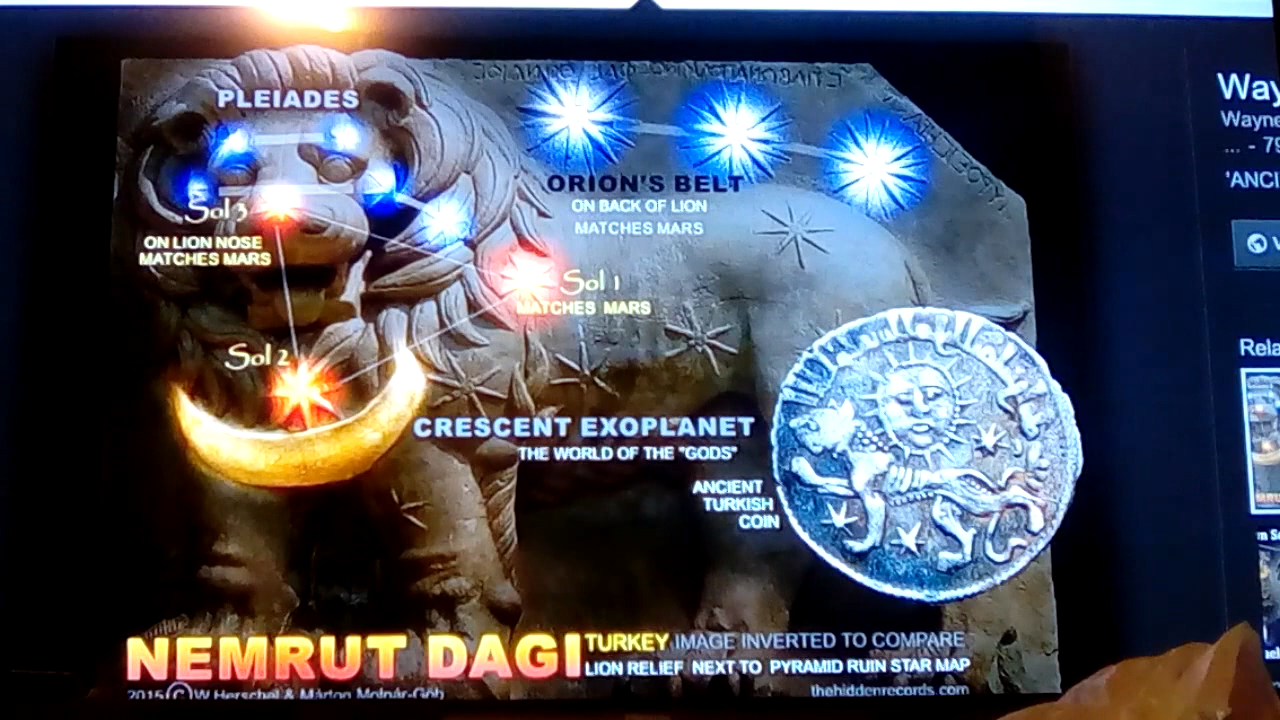 PLEIADES
Sol 3
ON LION NOSE
MATCHES MARS
ORION'S BELT
ON BACK OF LION
MATCHES MARS
Sol 1
MATCHES MARS
Sol 2
CRESCENT EXOPLANET
THE WORLD OF THE "GODS"
ANCIENT
TURKISH
COIN
NEMRUT DAGI
TURKEY IMAGE INVERTED TO COMPARE
LION RELIEF NEXT TO PYRAMID RUIN STAR MAP
2015 © W Herschel & Márton Molnár-Göb
thehiddenrecords.com
Way
Wayne
... - 79
'ANCI
Rela